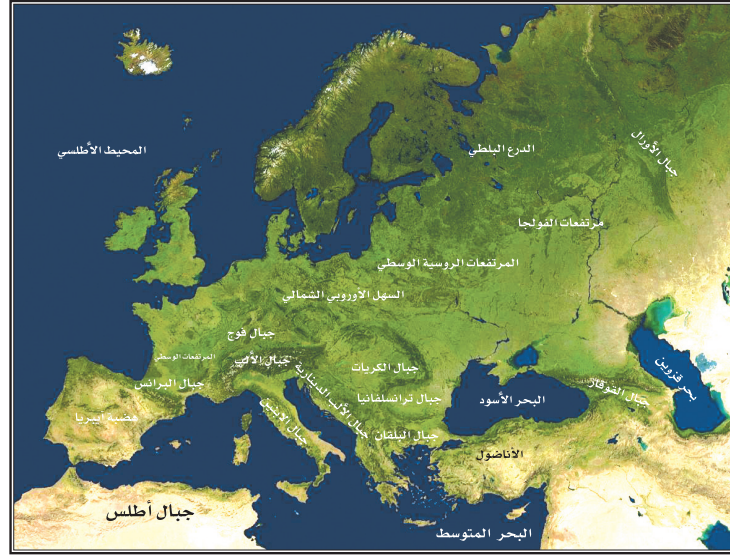 المحيط الأطلسي
الدرع البلطي
جبال الأورال
مرتفعات الفولجا
المرتفعات الروسية الوسطي
السهل الأوروبي الشمالي
جبال فوج
المرتفعات الوسطى
جبال الألب
جبال الكربات
بحر قزوين
جبال البرانس
جبال الألب الدينارية
جبال ترانسلفانيا
البحر الأسود
جبال القوقاز
هضبة أيبيريا
جبال الابنين
جبال البلقان
الأناضول
جبال أطلس
البحر المتوسط